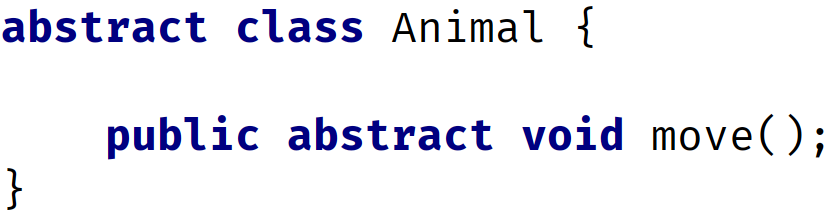 abstract class Animal {
    public abstract void move();
}